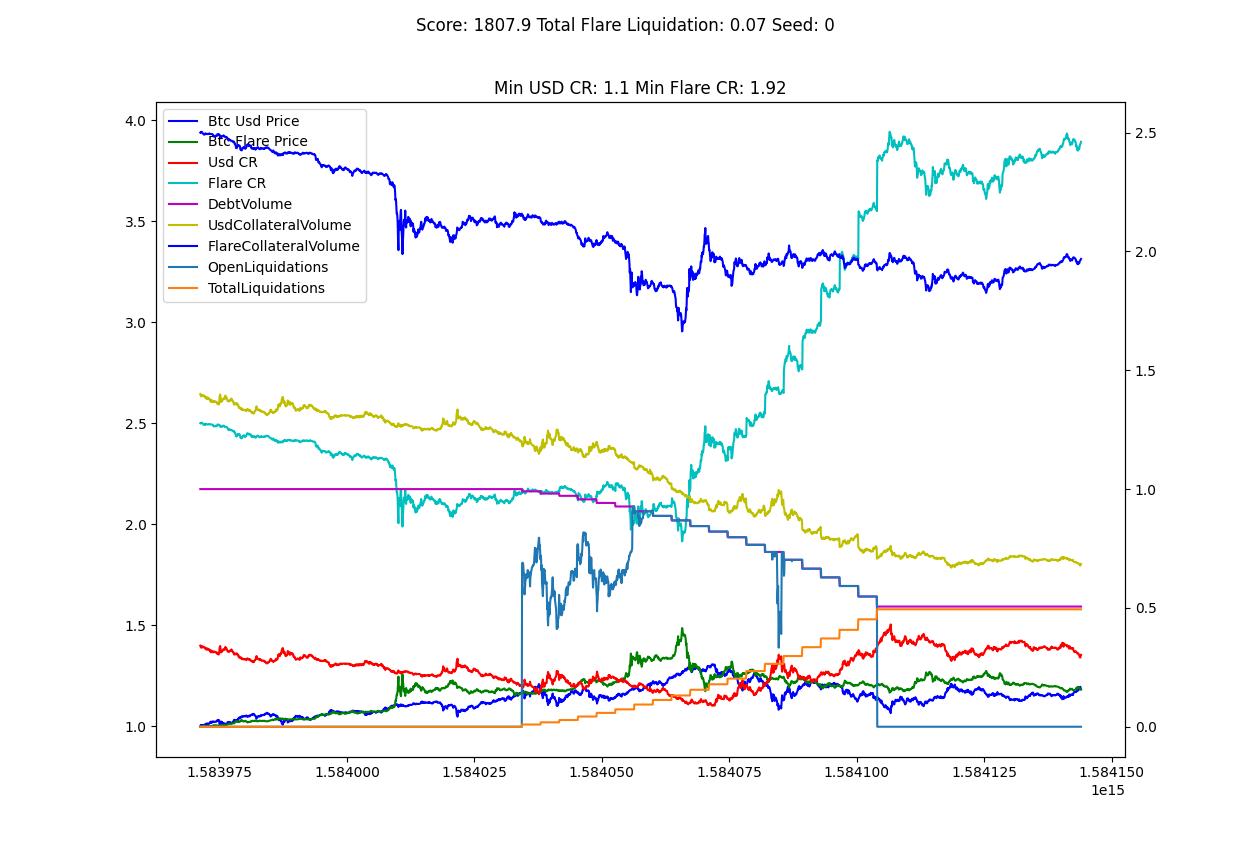 Score: 1807.9 Total Flare Liquidation: 0.07 Seed: 0
Min USD CR: 1.1 Min Flare CR: 1.92
Btc Usd Price
Btc Flare Price
Usd CR
Flare CR
DebtVolume
UsdCollateralVolume
FlareCollateralVolume
OpenLiquidations
TotalLiquidations
4.0
3.5
3.0
2.5
2.0
1.5
1.0
2.5
2.0
1.5
1.0
0.5
0.0
1.583975 1.584000 1.584025 1.584050 1.584075 1.584100 1.584125 1.584150
1e15